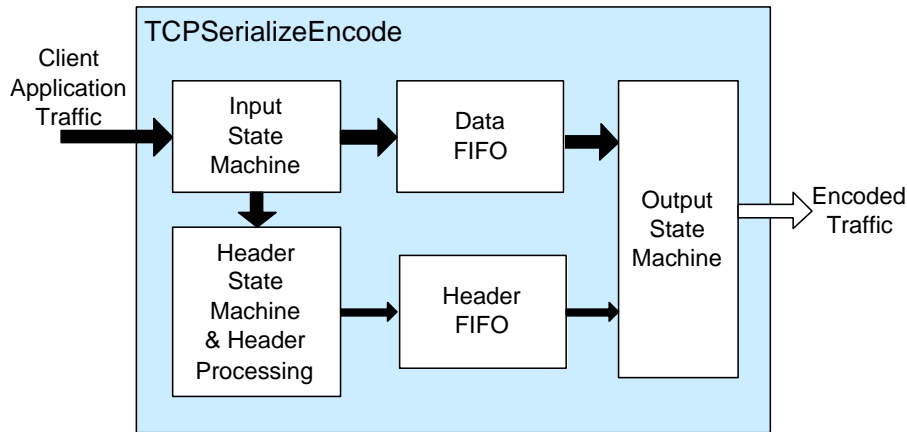 TCPSerializeEncode
Client
Application
Traffic
Input
State
Machine
Data
FIFO
Output
State
Machine
Encoded
Traffic
Header
State
Machine
& Header
Processing
Header
FIFO